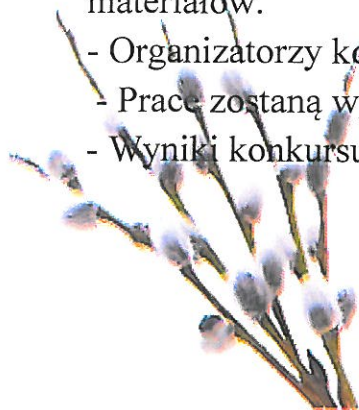 materiałów.
- Organizatorzy
- Prace zostaną
- Wyniki konkursu